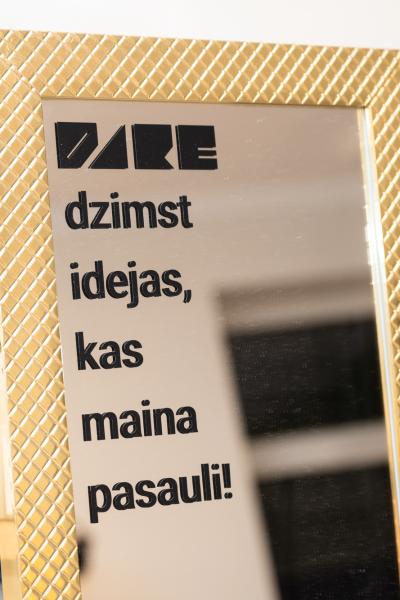 DARE
dzimst
idejas,
kas
maina
pasauli!